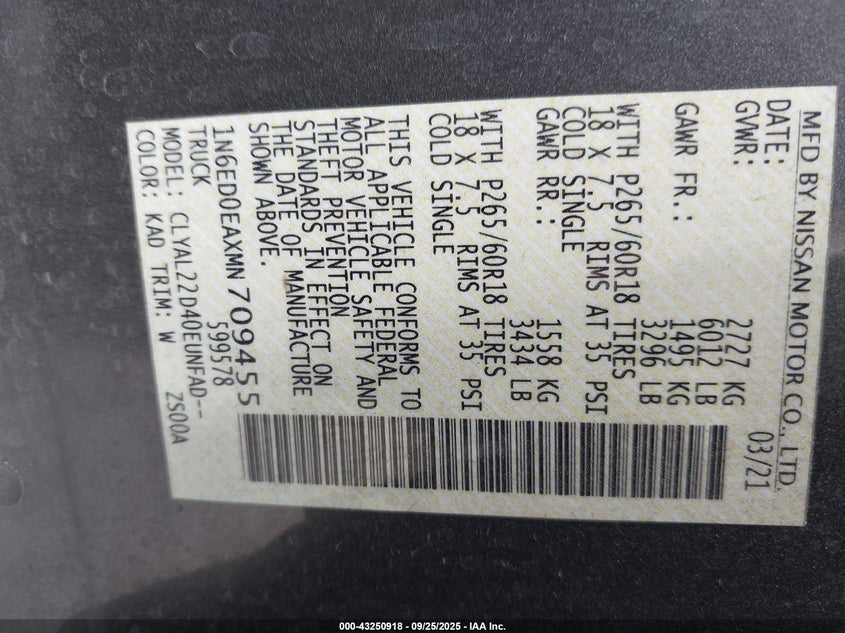 MFD BY NISSAN MOTOR CO., LTD.
DATE: 03/21
GVWR: 2727 KG
6012 LB
GAWR FR.: 1495 KG
3296 LB
WITH P265/60R18 TIRES
18 X 7.5 RIMS AT 35 PSI
COLD SINGLE
GAWR RR.: 1558 KG
3434 LB
WITH P265/60R18 TIRES
18 X 7.5 RIMS AT 35 PSI
COLD SINGLE
THIS VEHICLE CONFORMS TO
ALL APPLICABLE FEDERAL
MOTOR VEHICLE SAFETY AND
THEFT PREVENTION
STANDARDS IN EFFECT ON
THE DATE OF MANUFACTURE
SHOWN ABOVE.
1N6ED0EAXMN709455
TRUCK 599578
MODEL: CLYAL22D40EUNFAD--
COLOR: KAD TRIM: W ZS00A
000-43250918 - 09/25/2025 - IAA Inc.